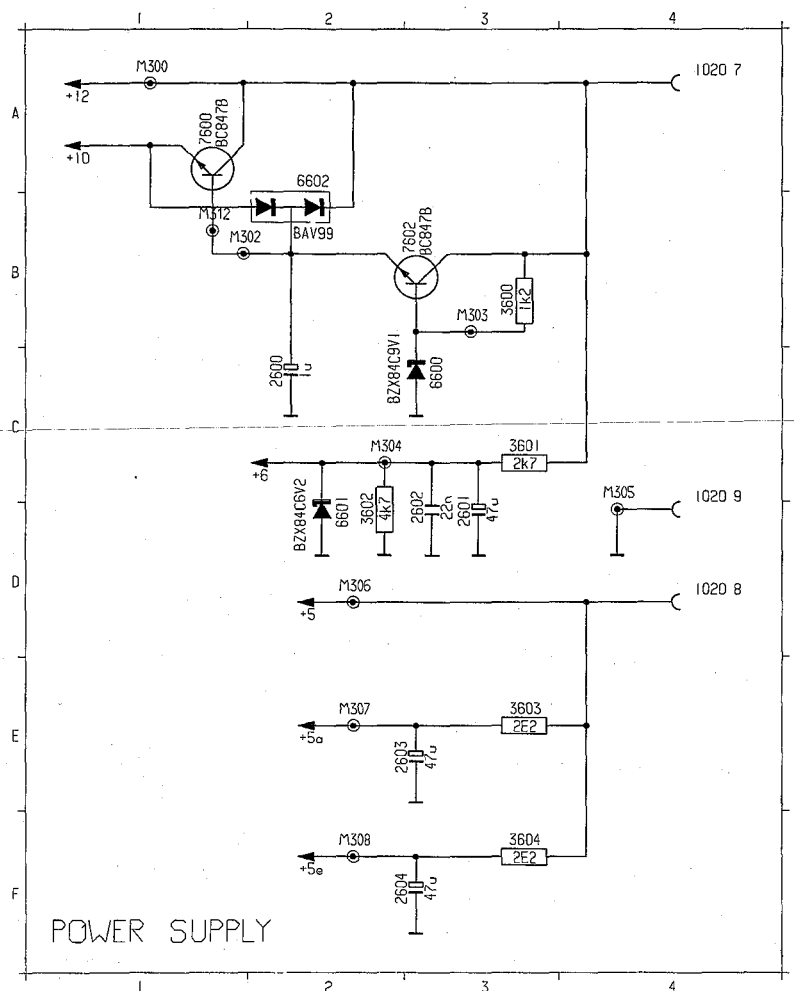 1 2 3 4
M300
1020 7
+12
A
7600
BC847B
+10
6602
M312
M302
BAV99
7602
BC847B
B
3600
1k2
M303
BZX84C9V1
6600
2600
1u
C
M304
3601
2k7
+6
BZX84C6V2
6601
3602
4k7
2602
22n
2601
47u
M305
1020 9
D
M306
1020 8
+5
M307
3603
2E2
E
+5a
2603
47u
M308
3604
2E2
+5e
2604
47u
F
POWER SUPPLY
1 2 3 4